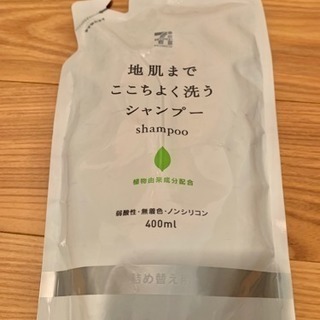 地肌まで
ここちよく洗う
シャンプー
shampoo
植物由来成分配合
弱酸性・無着色・ノンシリコン
400ml
詰め替え用